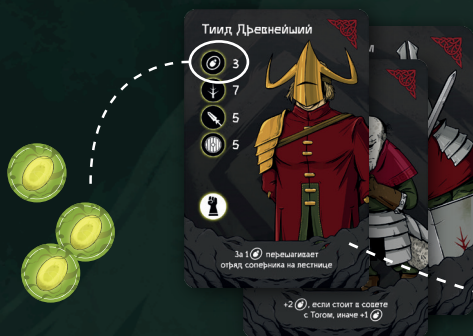 Тиид Древнейший
3
7
5
5
За 1 перешагивает
отряд соперника на лестнице
+2, если стоит в совете
с Тогом, иначе +1